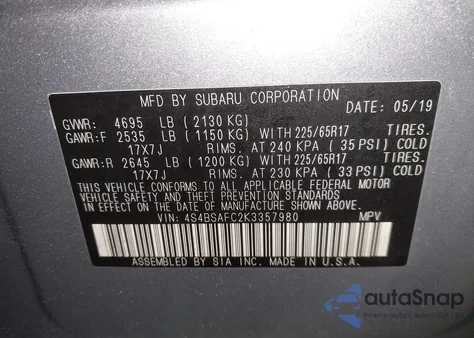 MFD BY SUBARU CORPORATION
DATE: 05/19
GVWR: 4695 LB (2130 KG)
GAWR:F 2535 LB (1150 KG) WITH 225/65R17 TIRES.
17X7J RIMS. AT 240 KPA (35 PSI) COLD
GAWR:R 2645 LB (1200 KG) WITH 225/65R17 TIRES.
17X7J RIMS. AT 230 KPA (33 PSI) COLD
THIS VEHICLE CONFORMS TO ALL APPLICABLE FEDERAL MOTOR
VEHICLE SAFETY AND THEFT PREVENTION STANDARDS IN EFFECT
ON THE DATE OF MANUFACTURE SHOWN ABOVE.
VIN: 4S4BSAFC2K3357980 MPV
ASSEMBLED BY SIA INC. MADE IN U.S.A.
autoSnap